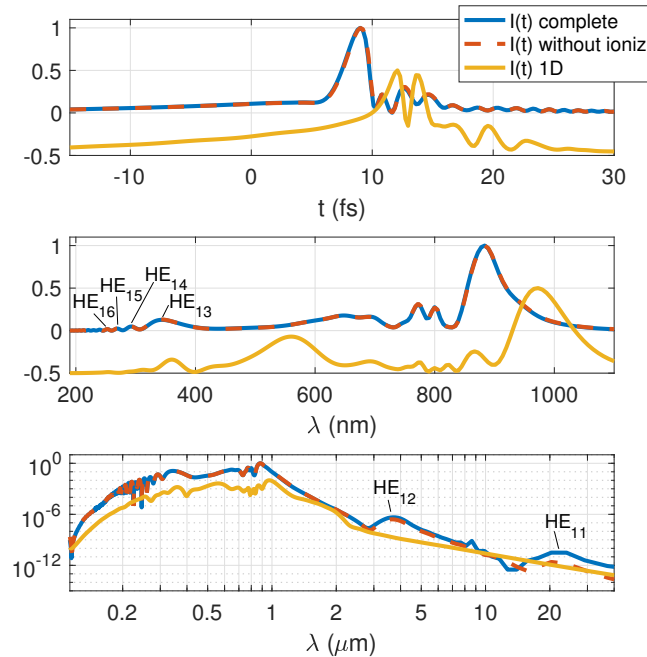 I(t) complete
I(t) without ioniz
I(t) 1D
1
0.5
0
-0.5
-10 0 10 20 30
t (fs)
1
0.5
0
-0.5
HE16 HE15 HE14 HE13
200 400 600 800 1000
λ (nm)
10^0
10^-6
10^-12
HE12
HE11
0.2 0.5 1 2 5 10 20
λ (μm)